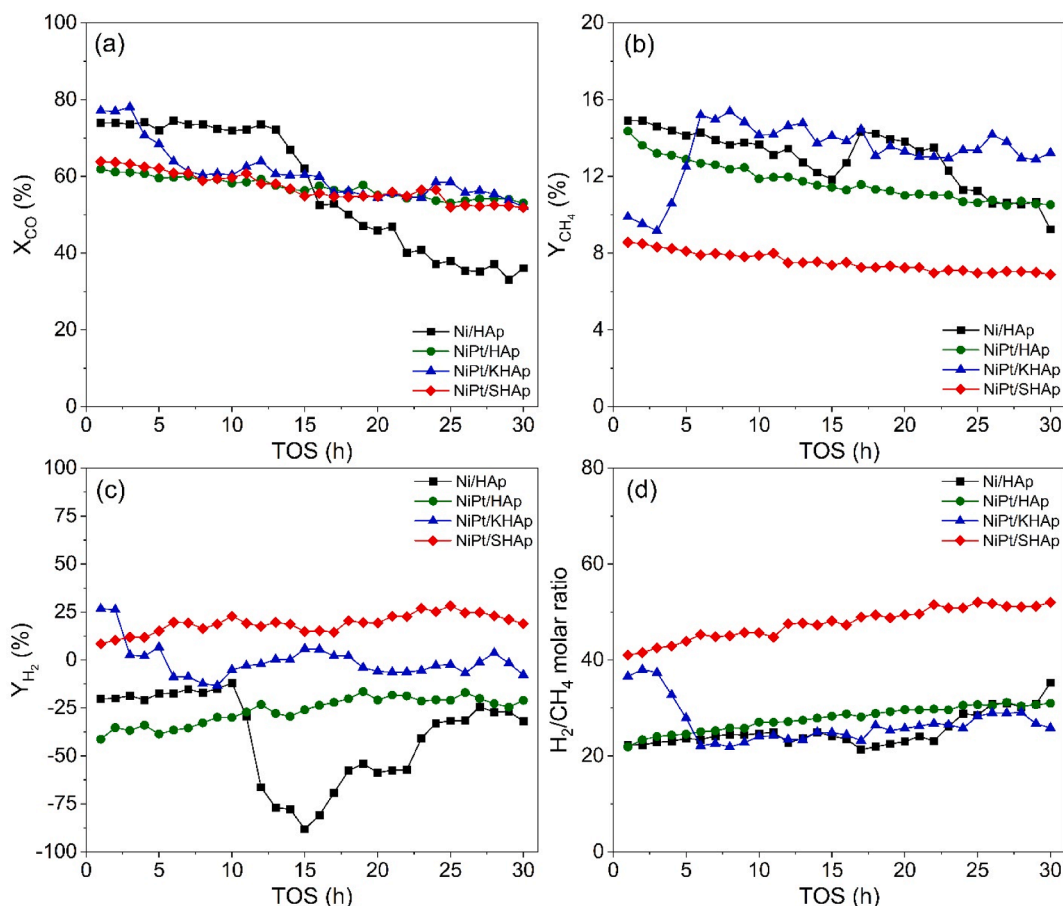 (a)
X_CO (%)
100
80
60
40
20
0
Ni/HAp
NiPt/HAp
NiPt/KHAp
NiPt/SHAp
0 5 10 15 20 25 30
TOS (h)
(b)
Y_CH4 (%)
20
16
12
8
4
0
Ni/HAp
NiPt/HAp
NiPt/KHAp
NiPt/SHAp
0 5 10 15 20 25 30
TOS (h)
(c)
Y_H2 (%)
100
75
50
25
0
-25
-50
-75
-100
Ni/HAp
NiPt/HAp
NiPt/KHAp
NiPt/SHAp
0 5 10 15 20 25 30
TOS (h)
(d)
H2/CH4 molar ratio
80
60
40
20
0
Ni/HAp
NiPt/HAp
NiPt/KHAp
NiPt/SHAp
0 5 10 15 20 25 30
TOS (h)